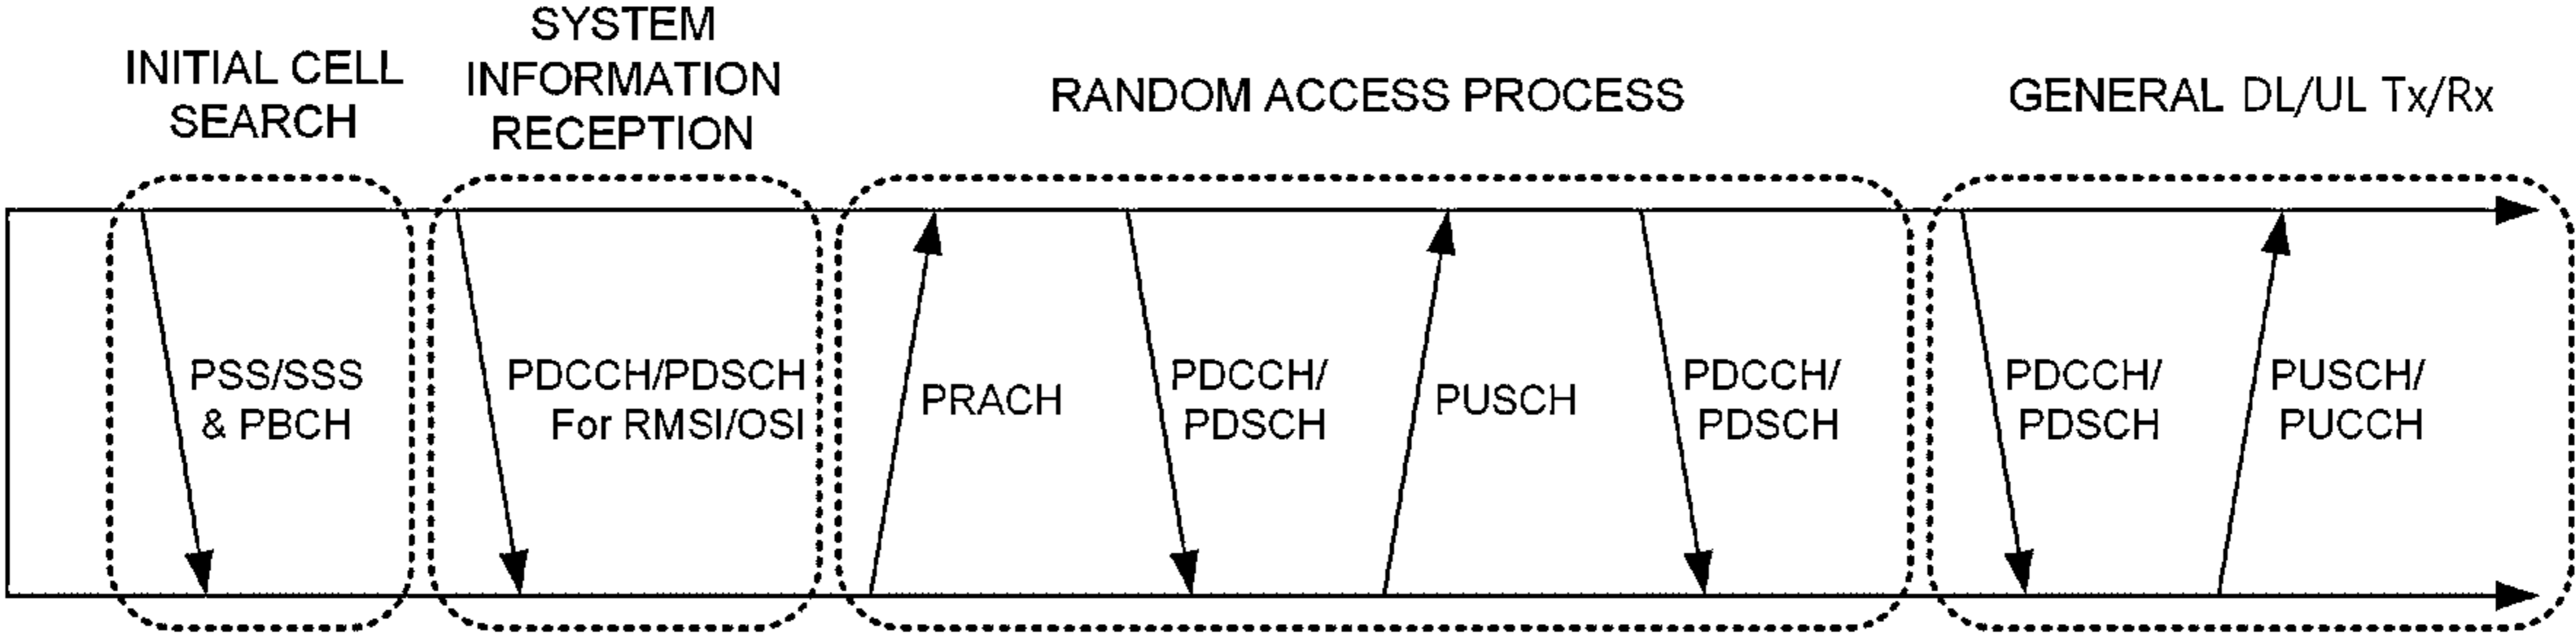 INITIAL CELL
SEARCH
SYSTEM
INFORMATION
RECEPTION
RANDOM ACCESS PROCESS
GENERAL DL/UL Tx/Rx
PSS/SSS
& PBCH
PDCCH/PDSCH
For RMSI/OSI
PRACH
PDCCH/
PDSCH
PUSCH
PDCCH/
PDSCH
PDCCH/
PDSCH
PUSCH/
PUCCH